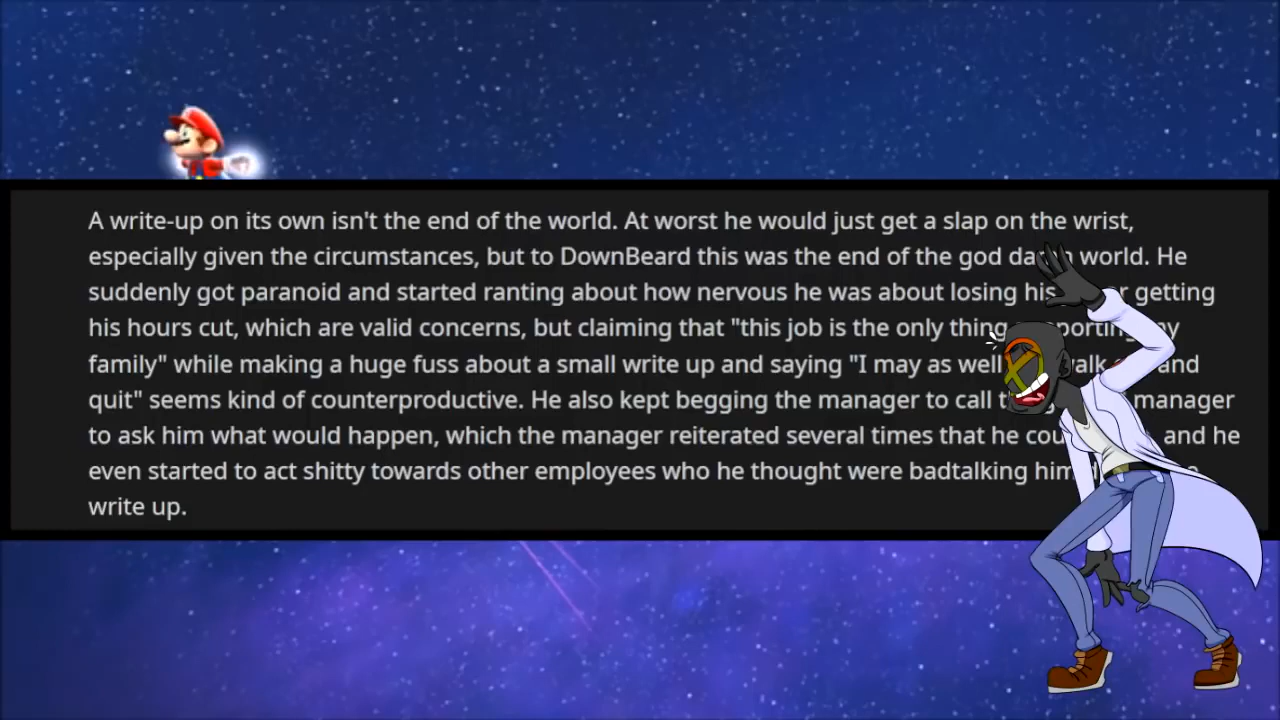 A write-up on its own isn't the end of the world. At worst he would just get a slap on the wrist,
especially given the circumstances, but to DownBeard this was the end of the god world. He
suddenly got paranoid and started ranting about how nervous he was about losing his getting
his hours cut, which are valid concerns, but claiming that "this job is the only thing
family" while making a huge fuss about a small write up and saying "I may as well and
quit" seems kind of counterproductive. He also kept begging the manager to call manager
to ask him what would happen, which the manager reiterated several times that he and he
even started to act shitty towards other employees who he thought were badtalking him
write up.